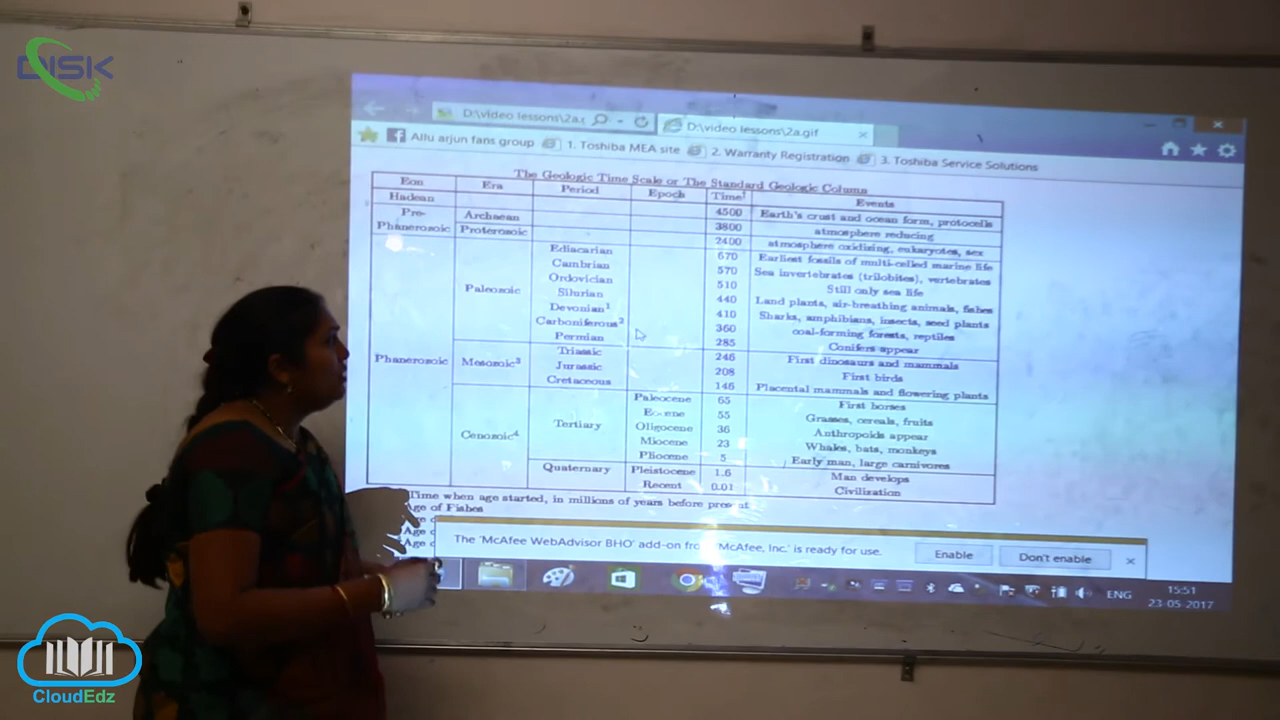 DISK
D:\video lessons\2a.
D:\video lessons\2a.gif
Allu arjun fans group 1. Toshiba MEA site 2. Warranty Registration 3. Toshiba Service Solutions
The Geologic Time Scale or The Standard Geologic Column
Eon Era Period Epoch Time† Events
Hadean 4500 Earth's crust and ocean form, protocells
Pre-Phanerozoic Archaean 3800 atmosphere reducing
Proterozoic 2400 atmosphere oxidizing, eukaryotes, sex
Phanerozoic Paleozoic Ediacarian 670 Earliest fossils of multi-celled marine life
Cambrian 570 Sea invertebrates (trilobites), vertebrates
Ordovician 510 Still only sea life
Silurian 440 Land plants, air-breathing animals, fishes
Devonian¹ 410 Sharks, amphibians, insects, seed plants
Carboniferous² 360 coal-forming forests, reptiles
Permian 285 Conifers appear
Mesozoic³ Triassic 246 First dinosaurs and mammals
Jurassic 208 First birds
Cretaceous 146 Placental mammals and flowering plants
Cenozoic⁴ Tertiary Paleocene 65 First horses
Eocene 55 Grasses, cereals, fruits
Oligocene 36 Anthropoids appear
Miocene 23 Whales, bats, monkeys
Pliocene 5 Early man, large carnivores
Quaternary Pleistocene 1.6 Man develops
Recent 0.01 Civilization
Time when age started, in millions of years before present
Age of Fishes
Age
Age
Age
The 'McAfee WebAdvisor BHO' add-on from 'McAfee, Inc.' is ready for use.
Enable Don't enable
ENG 15:51
23-05-2017
CloudEdz